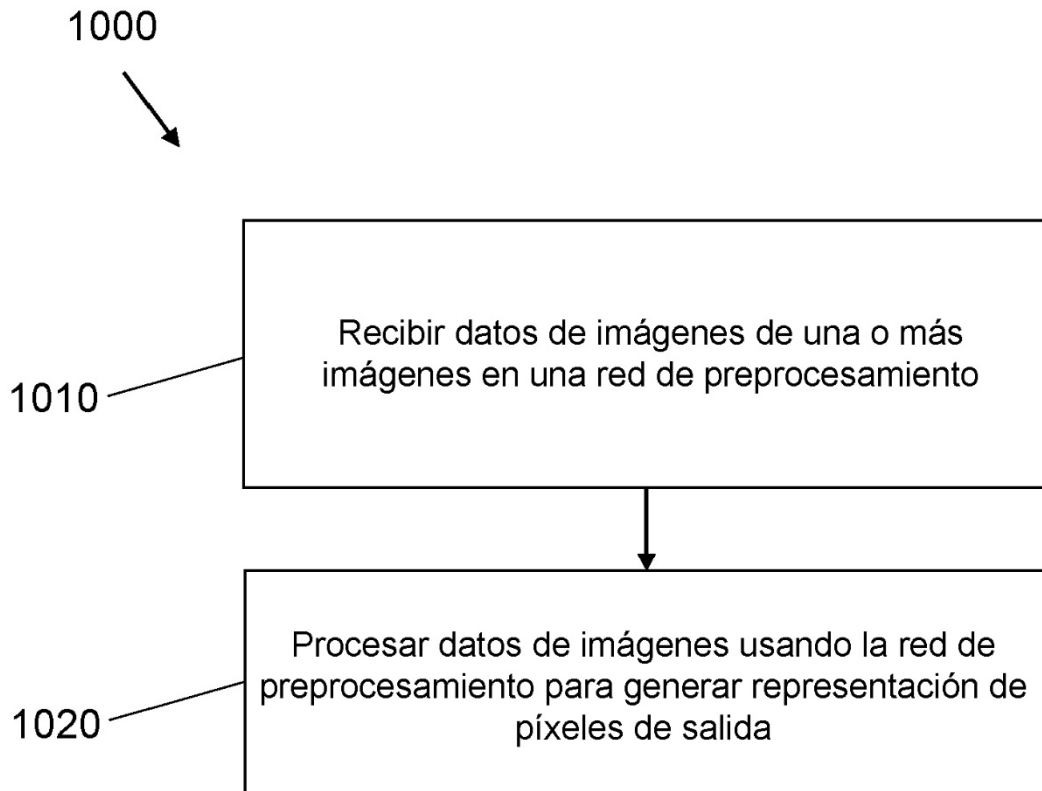 1000
Recibir datos de imágenes de una o más
imágenes en una red de preprocesamiento
1010
Procesar datos de imágenes usando la red de
preprocesamiento para generar representación de
píxeles de salida
1020